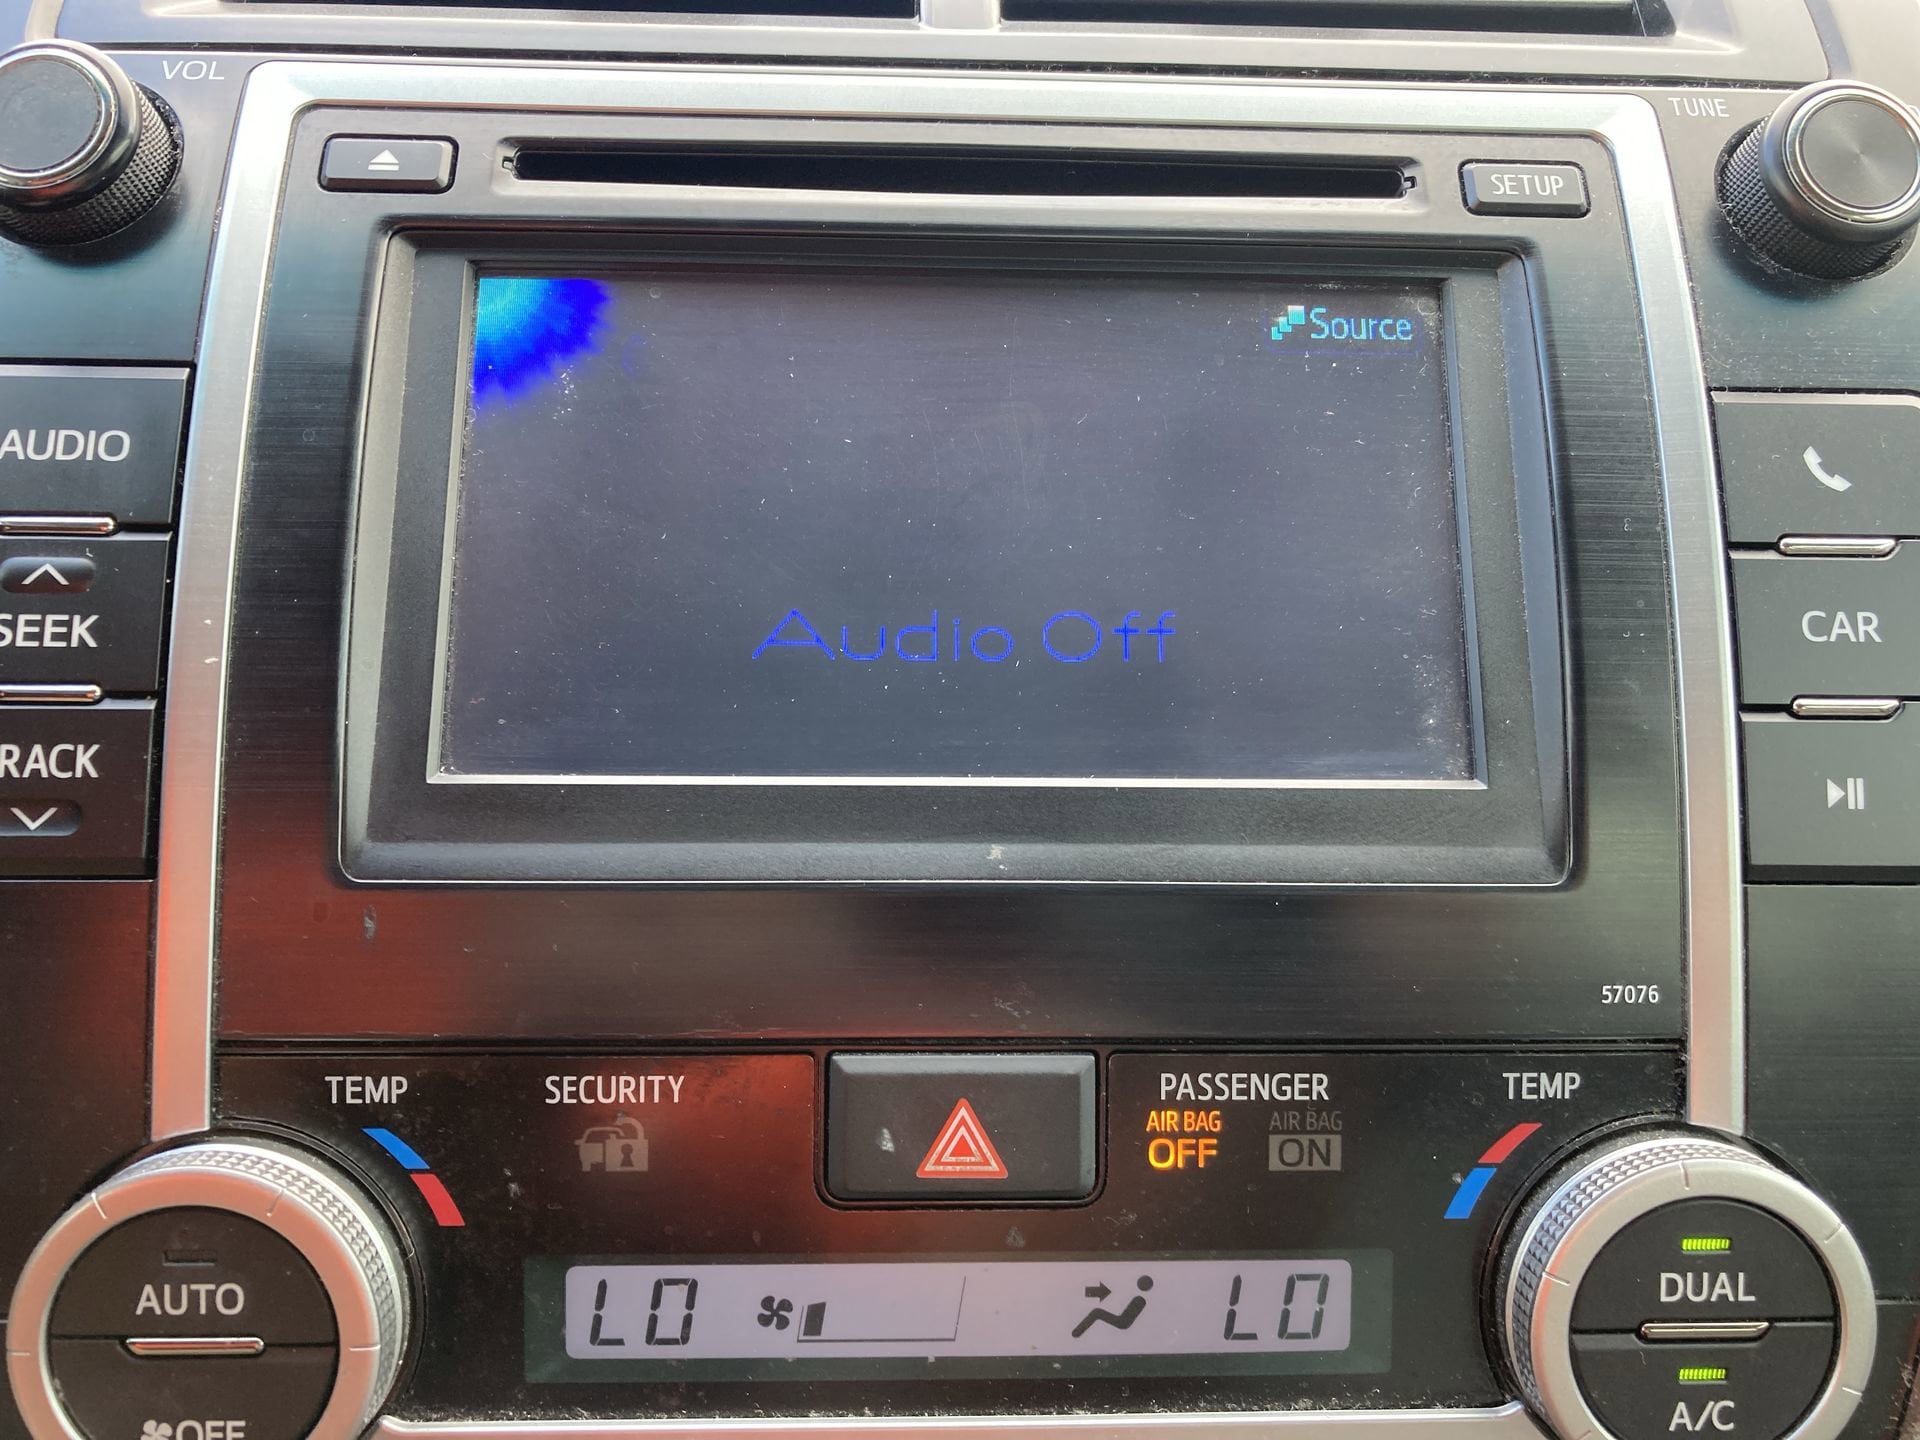 VOL
TUNE
SETUP
Source
AUDIO
SEEK
RACK
CAR
Audio Off
57076
TEMP
SECURITY
PASSENGER
AIR BAG
OFF
AIR BAG
ON
TEMP
AUTO
LO
LO
DUAL
OFF
A/C